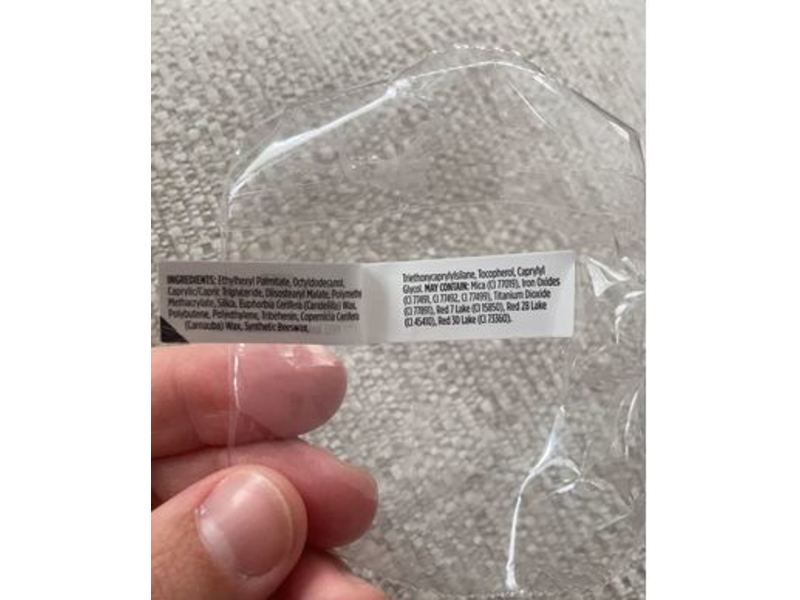 INGREDIENTS: Ethylhexyl Palmitate, Octyldodecanol,
Caprylic/Capric Triglyceride, Diisostearyl Malate, Polymethyl
Methacrylate, Silica, Euphorbia Cerifera (Candelilla) Wax,
Polybutene, Polyethylene, Tribehenin, Copernicia Cerifera
(Carnauba) Wax, Synthetic Beeswax,
Triethoxycaprylylsilane, Tocopherol, Caprylyl
Glycol. MAY CONTAIN: Mica (CI 77019), Iron Oxides
(CI 77491, CI 77492, CI 77499), Titanium Dioxide
(CI 77891), Red 7 Lake (CI 15850), Red 28 Lake
(CI 45410), Red 30 Lake (CI 73360).